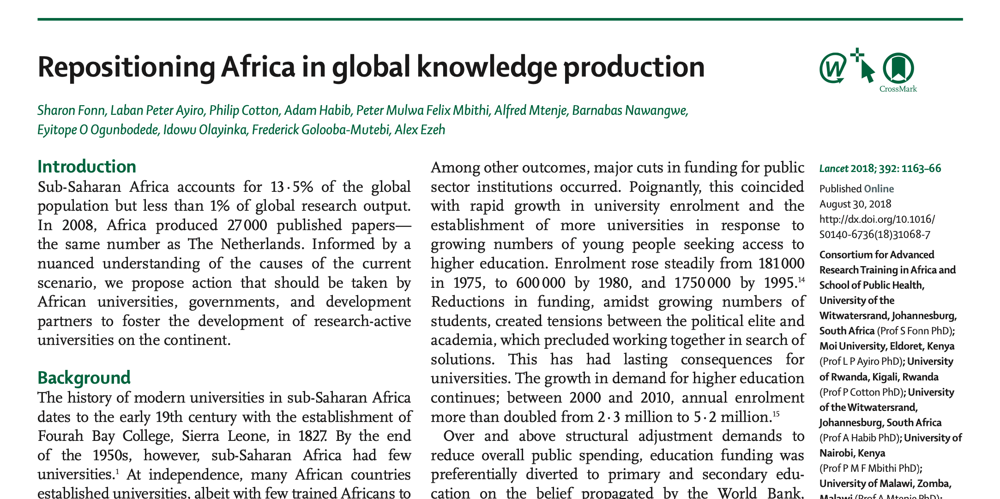 Repositioning Africa in global knowledge production
W
CrossMark
Sharon Fonn, Laban Peter Ayiro, Philip Cotton, Adam Habib, Peter Mulwa Felix Mbithi, Alfred Mtenje, Barnabas Nawangwe,
Eyitope O Ogunbodede, Idowu Olayinka, Frederick Golooba-Mutebi, Alex Ezeh
Introduction
Sub-Saharan Africa accounts for 13·5% of the global
population but less than 1% of global research output.
In 2008, Africa produced 27 000 published papers—
the same number as The Netherlands. Informed by a
nuanced understanding of the causes of the current
scenario, we propose action that should be taken by
African universities, governments, and development
partners to foster the development of research-active
universities on the continent.
Background
The history of modern universities in sub-Saharan Africa
dates to the early 19th century with the establishment of
Fourah Bay College, Sierra Leone, in 1827. By the end
of the 1950s, however, sub-Saharan Africa had few
universities.1 At independence, many African countries
established universities, albeit with few trained Africans to
Among other outcomes, major cuts in funding for public
sector institutions occurred. Poignantly, this coincided
with rapid growth in university enrolment and the
establishment of more universities in response to
growing numbers of young people seeking access to
higher education. Enrolment rose steadily from 181 000
in 1975, to 600 000 by 1980, and 1 750 000 by 1995.14
Reductions in funding, amidst growing numbers of
students, created tensions between the political elite and
academia, which precluded working together in search of
solutions. This has had lasting consequences for
universities. The growth in demand for higher education
continues; between 2000 and 2010, annual enrolment
more than doubled from 2·3 million to 5·2 million.15
Over and above structural adjustment demands to
reduce overall public spending, education funding was
preferentially diverted to primary and secondary edu-
cation on the belief propagated by the World Bank,
Lancet 2018; 392: 1163–66
Published Online
August 30, 2018
http://dx.doi.org/10.1016/
S0140-6736(18)31068-7
Consortium for Advanced
Research Training in Africa and
School of Public Health,
University of the
Witwatersrand, Johannesburg,
South Africa (Prof S Fonn PhD);
Moi University, Eldoret, Kenya
(Prof L P Ayiro PhD); University
of Rwanda, Kigali, Rwanda
(Prof P Cotton PhD); University
of the Witwatersrand,
Johannesburg, South Africa
(Prof A Habib PhD); University of
Nairobi, Kenya
(Prof P M F Mbithi PhD);
University of Malawi, Zomba,
Malawi (Prof A Mtenje PhD);